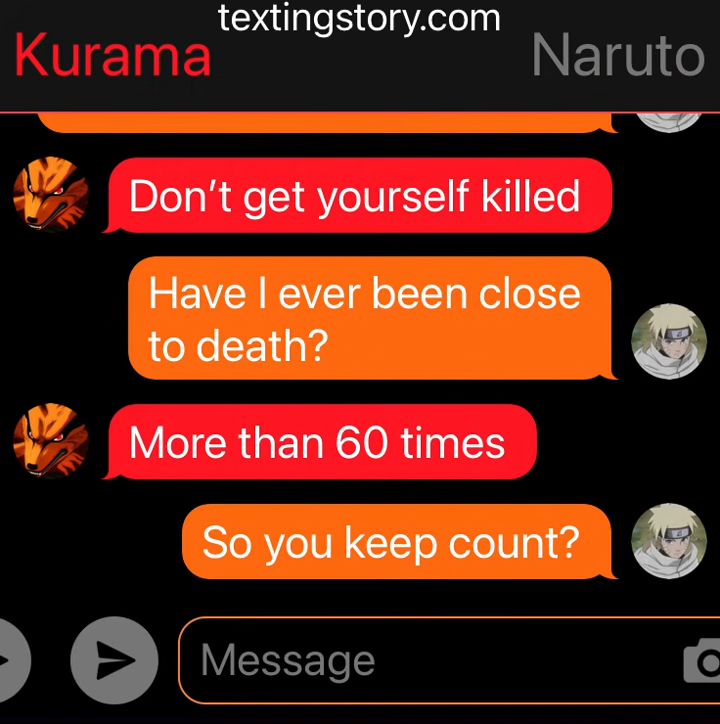 textingstory.com
Kurama
Naruto
Don’t get yourself killed
Have I ever been close
to death?
More than 60 times
So you keep count?
Message